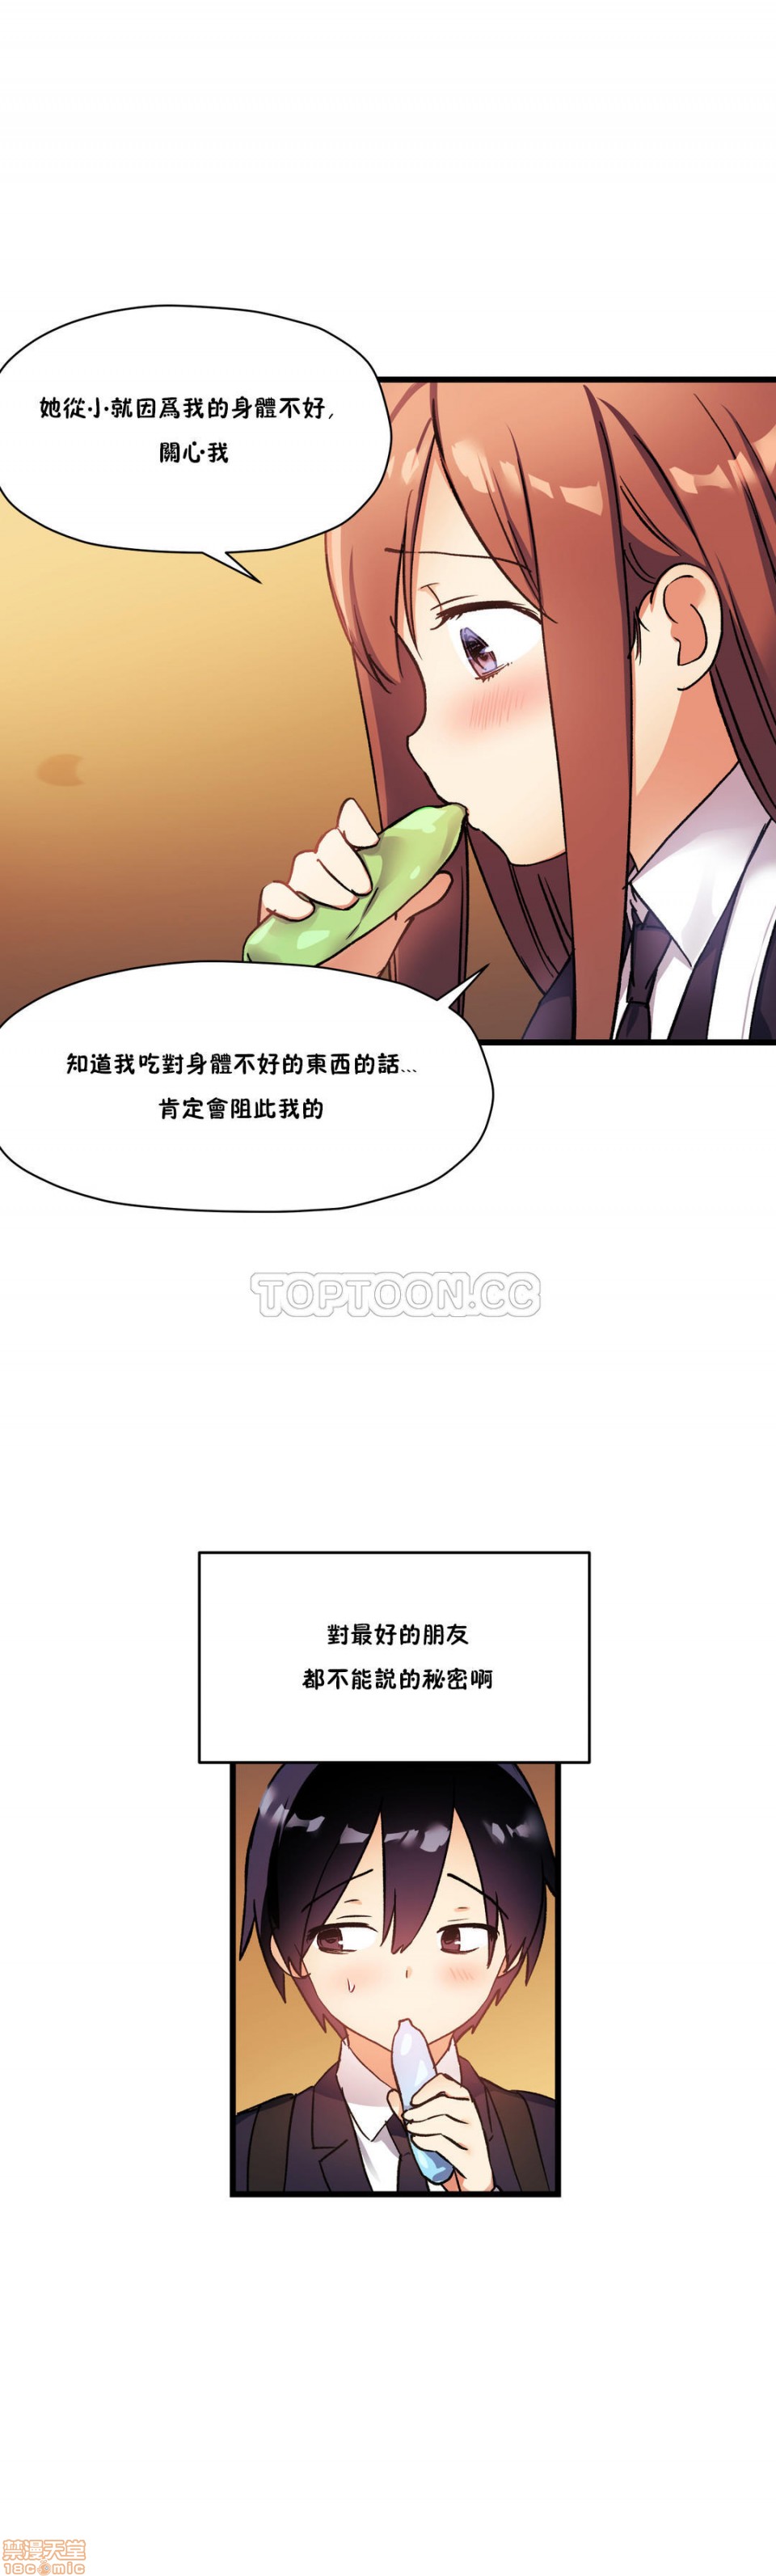 她從小就因爲我的身體不好,
關心我
知道我吃對身體不好的東西的話...
肯定會阻此我的
TOPTOON.CC
對最好的朋友
都不能説的秘密啊
禁漫天堂
18comic